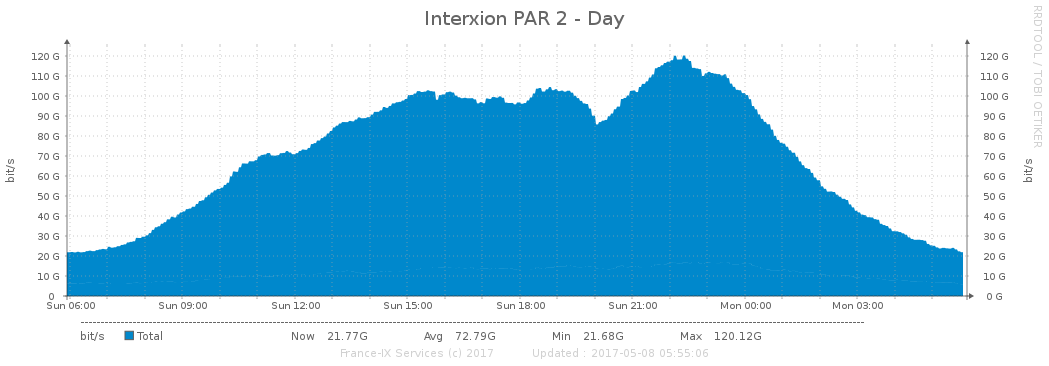 Interxion PAR 2 - Day
RRDTOOL / TOBI OETIKER
bit/s
120 G
110 G
100 G
90 G
80 G
70 G
60 G
50 G
40 G
30 G
20 G
10 G
0
120 G
110 G
100 G
90 G
80 G
70 G
60 G
50 G
40 G
30 G
20 G
10 G
0 G
bit/s
Sun 06:00 Sun 09:00 Sun 12:00 Sun 15:00 Sun 18:00 Sun 21:00 Mon 00:00 Mon 03:00
bit/s Total Now 21.77G Avg 72.79G Min 21.68G Max 120.12G
France-IX Services (c) 2017 Updated : 2017-05-08 05:55:06